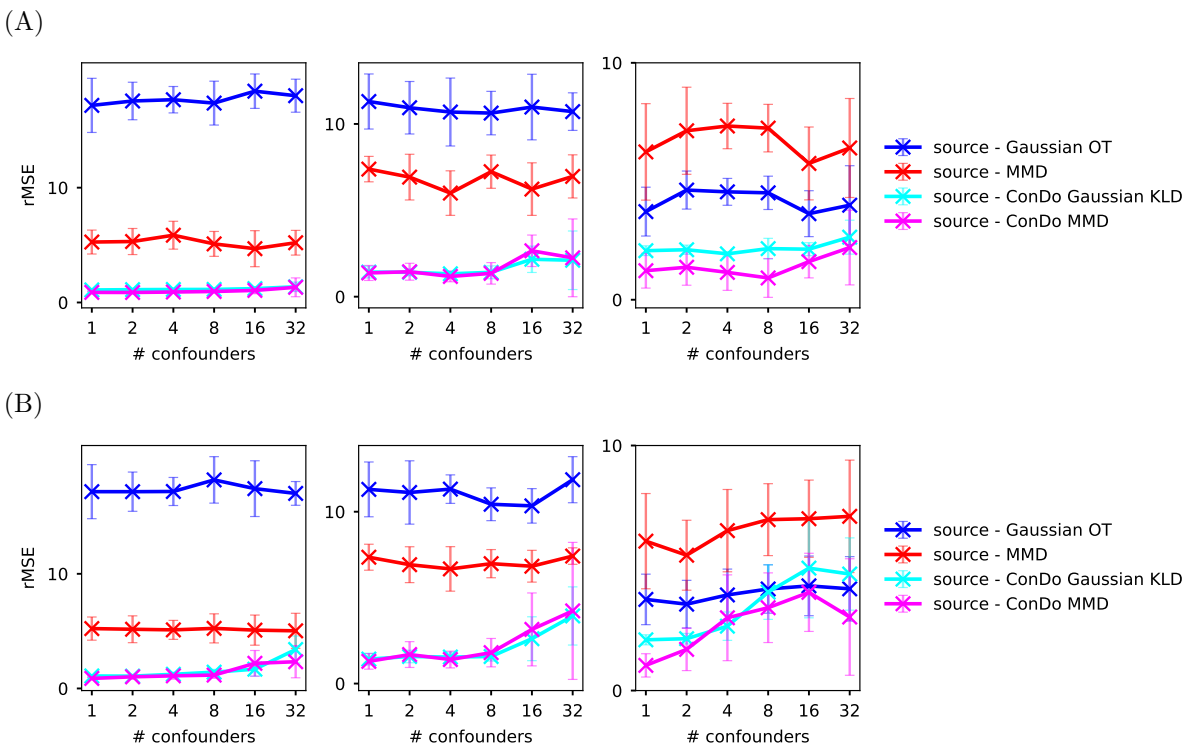 (A)
10
0
rMSE
1 2 4 8 16 32
# confounders
10
0
1 2 4 8 16 32
# confounders
10
0
1 2 4 8 16 32
# confounders
source - Gaussian OT
source - MMD
source - ConDo Gaussian KLD
source - ConDo MMD
(B)
10
0
rMSE
1 2 4 8 16 32
# confounders
10
0
1 2 4 8 16 32
# confounders
10
0
1 2 4 8 16 32
# confounders
source - Gaussian OT
source - MMD
source - ConDo Gaussian KLD
source - ConDo MMD